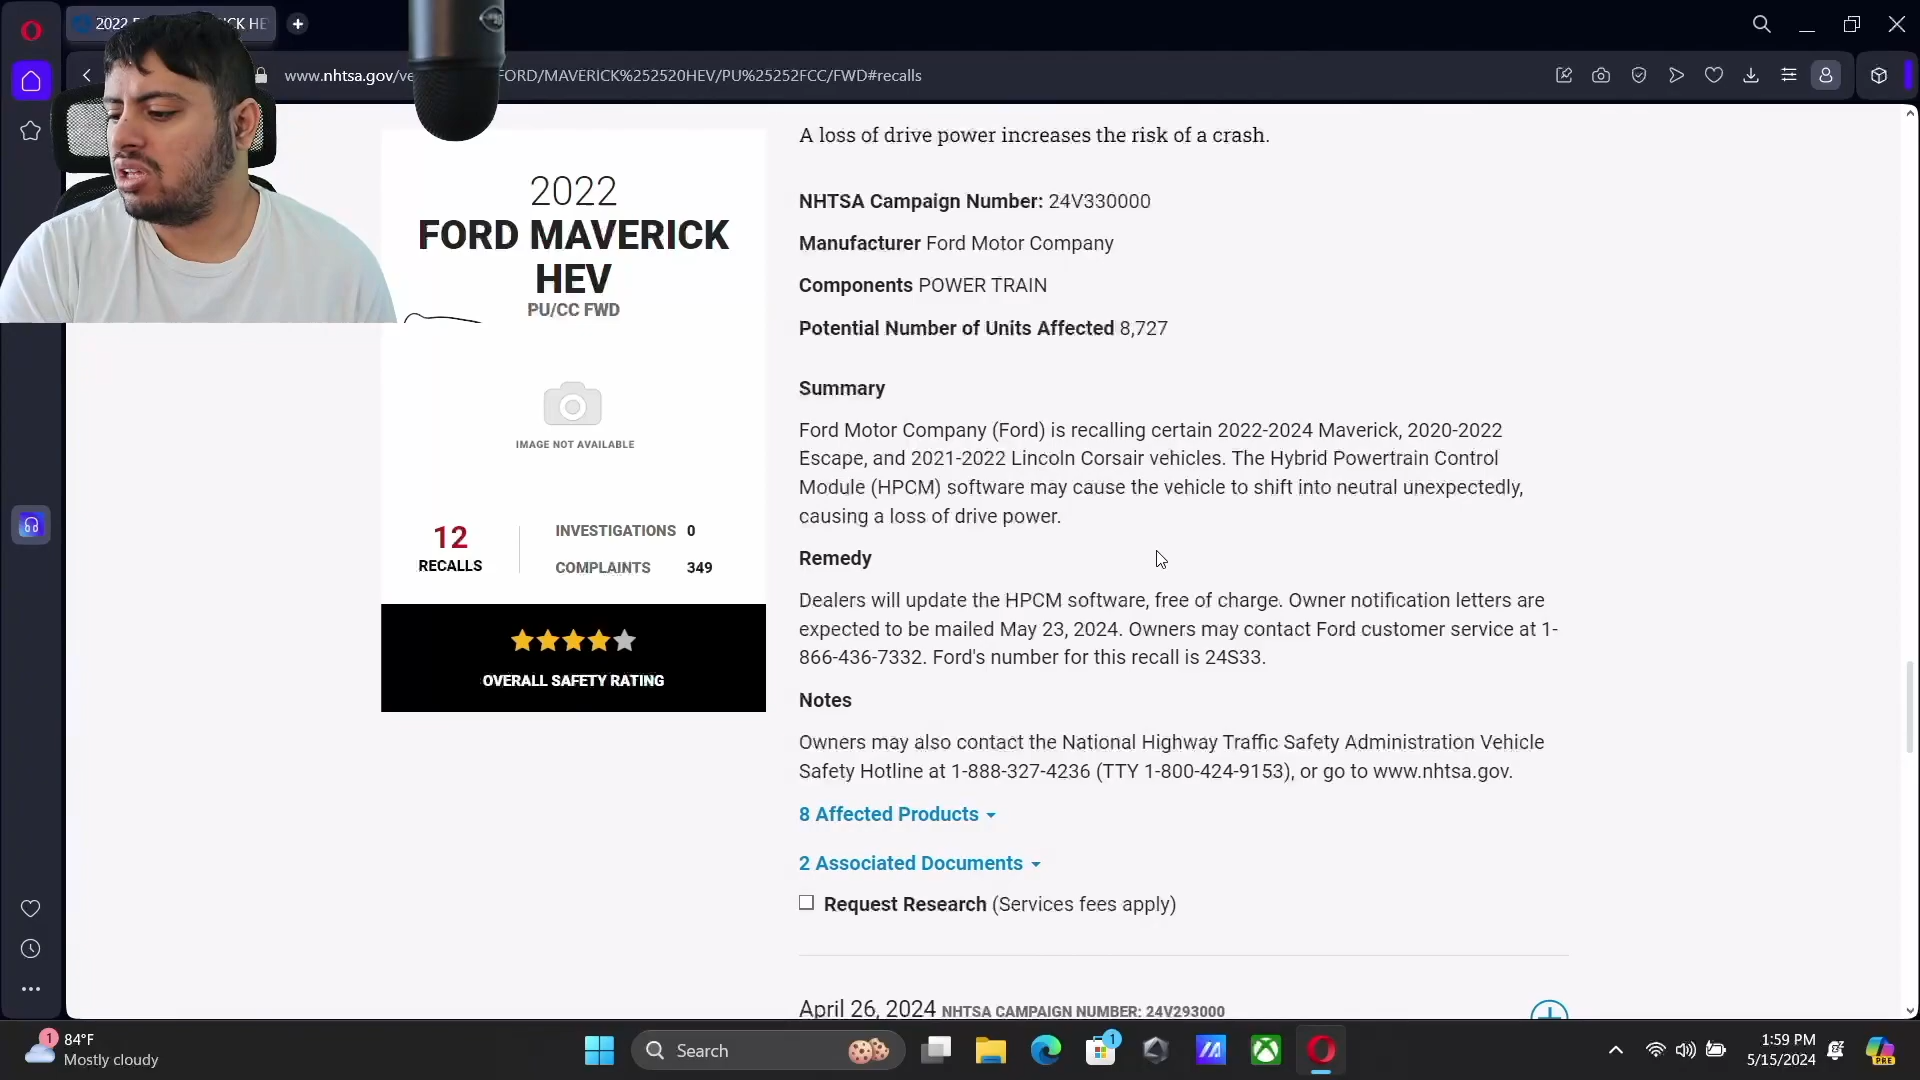 2022
CK HE
www.nhtsa.gov/ve
FORD/MAVERICK%252520HEV/PU%25252FCC/FWD#recalls
2022
FORD MAVERICK
HEV
PU/CC FWD
IMAGE NOT AVAILABLE
12
RECALLS
INVESTIGATIONS 0
COMPLAINTS 349
OVERALL SAFETY RATING
A loss of drive power increases the risk of a crash.
NHTSA Campaign Number: 24V330000
Manufacturer Ford Motor Company
Components POWER TRAIN
Potential Number of Units Affected 8,727
Summary
Ford Motor Company (Ford) is recalling certain 2022-2024 Maverick, 2020-2022
Escape, and 2021-2022 Lincoln Corsair vehicles. The Hybrid Powertrain Control
Module (HPCM) software may cause the vehicle to shift into neutral unexpectedly,
causing a loss of drive power.
Remedy
Dealers will update the HPCM software, free of charge. Owner notification letters are
expected to be mailed May 23, 2024. Owners may contact Ford customer service at 1-
866-436-7332. Ford's number for this recall is 24S33.
Notes
Owners may also contact the National Highway Traffic Safety Administration Vehicle
Safety Hotline at 1-888-327-4236 (TTY 1-800-424-9153), or go to www.nhtsa.gov.
8 Affected Products
2 Associated Documents
Request Research (Services fees apply)
April 26, 2024 NHTSA CAMPAIGN NUMBER: 24V293000
1
84°F
Mostly cloudy
Search
1
1:59 PM
5/15/2024
PRE